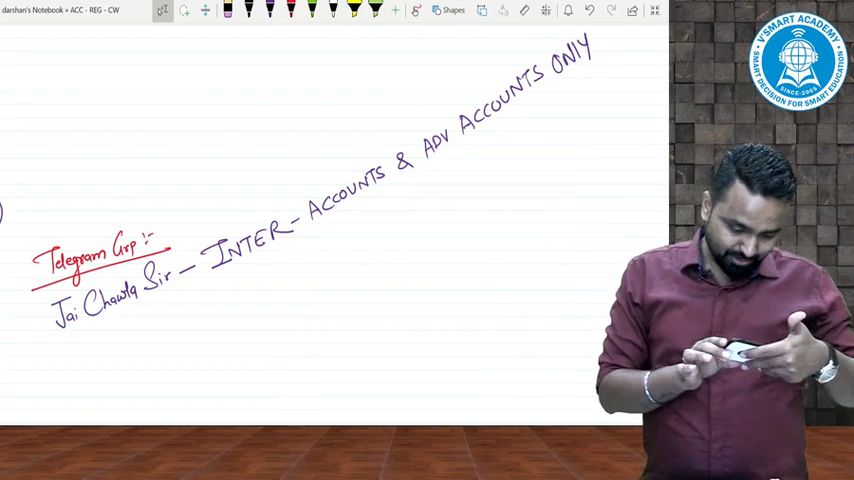 darshan's Notebook » ACC - REG - CW
Shapes
V'SMART ACADEMY
SINCE-2009
SMART DECISION FOR SMART EDUCATION
Telegram Grp :-
Jai Chawla Sir - INTER - ACCOUNTS & ADV ACCOUNTS ONLY